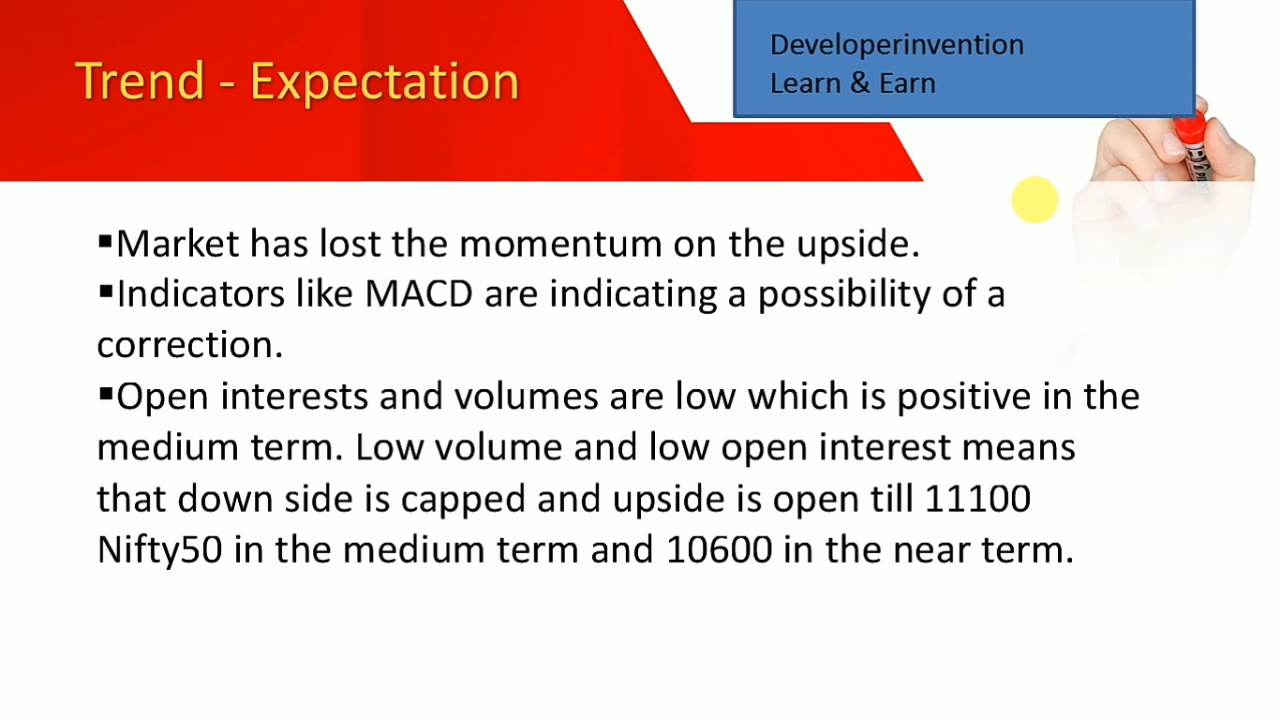 Trend - Expectation
Developerinvention
Learn & Earn
▪Market has lost the momentum on the upside.
▪Indicators like MACD are indicating a possibility of a
correction.
▪Open interests and volumes are low which is positive in the
medium term. Low volume and low open interest means
that down side is capped and upside is open till 11100
Nifty50 in the medium term and 10600 in the near term.